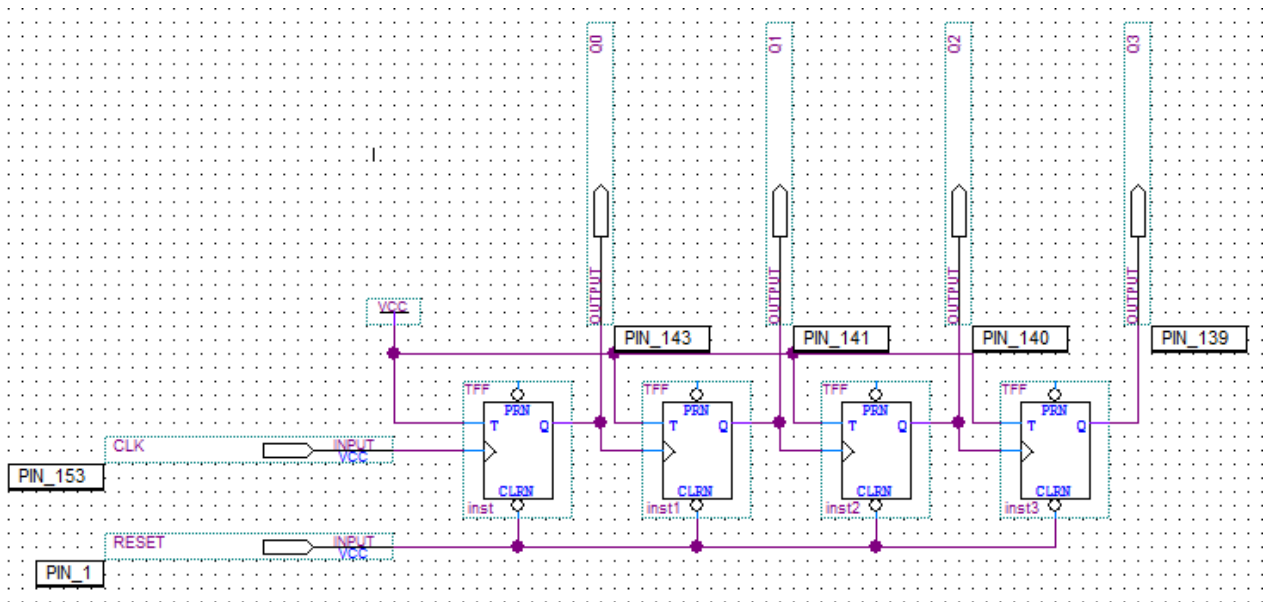 Q0
Q1
Q2
Q3
VCC
OUTPUT
OUTPUT
OUTPUT
OUTPUT
PIN_143
PIN_141
PIN_140
PIN_139
TFF
TFF
TFF
TFF
PRN
PRN
PRN
PRN
T Q
T Q
T Q
T Q
CLK
INPUT
VCC
PIN_153
CLRN
CLRN
CLRN
CLRN
inst
inst1
inst2
inst3
RESET
INPUT
VCC
PIN_1